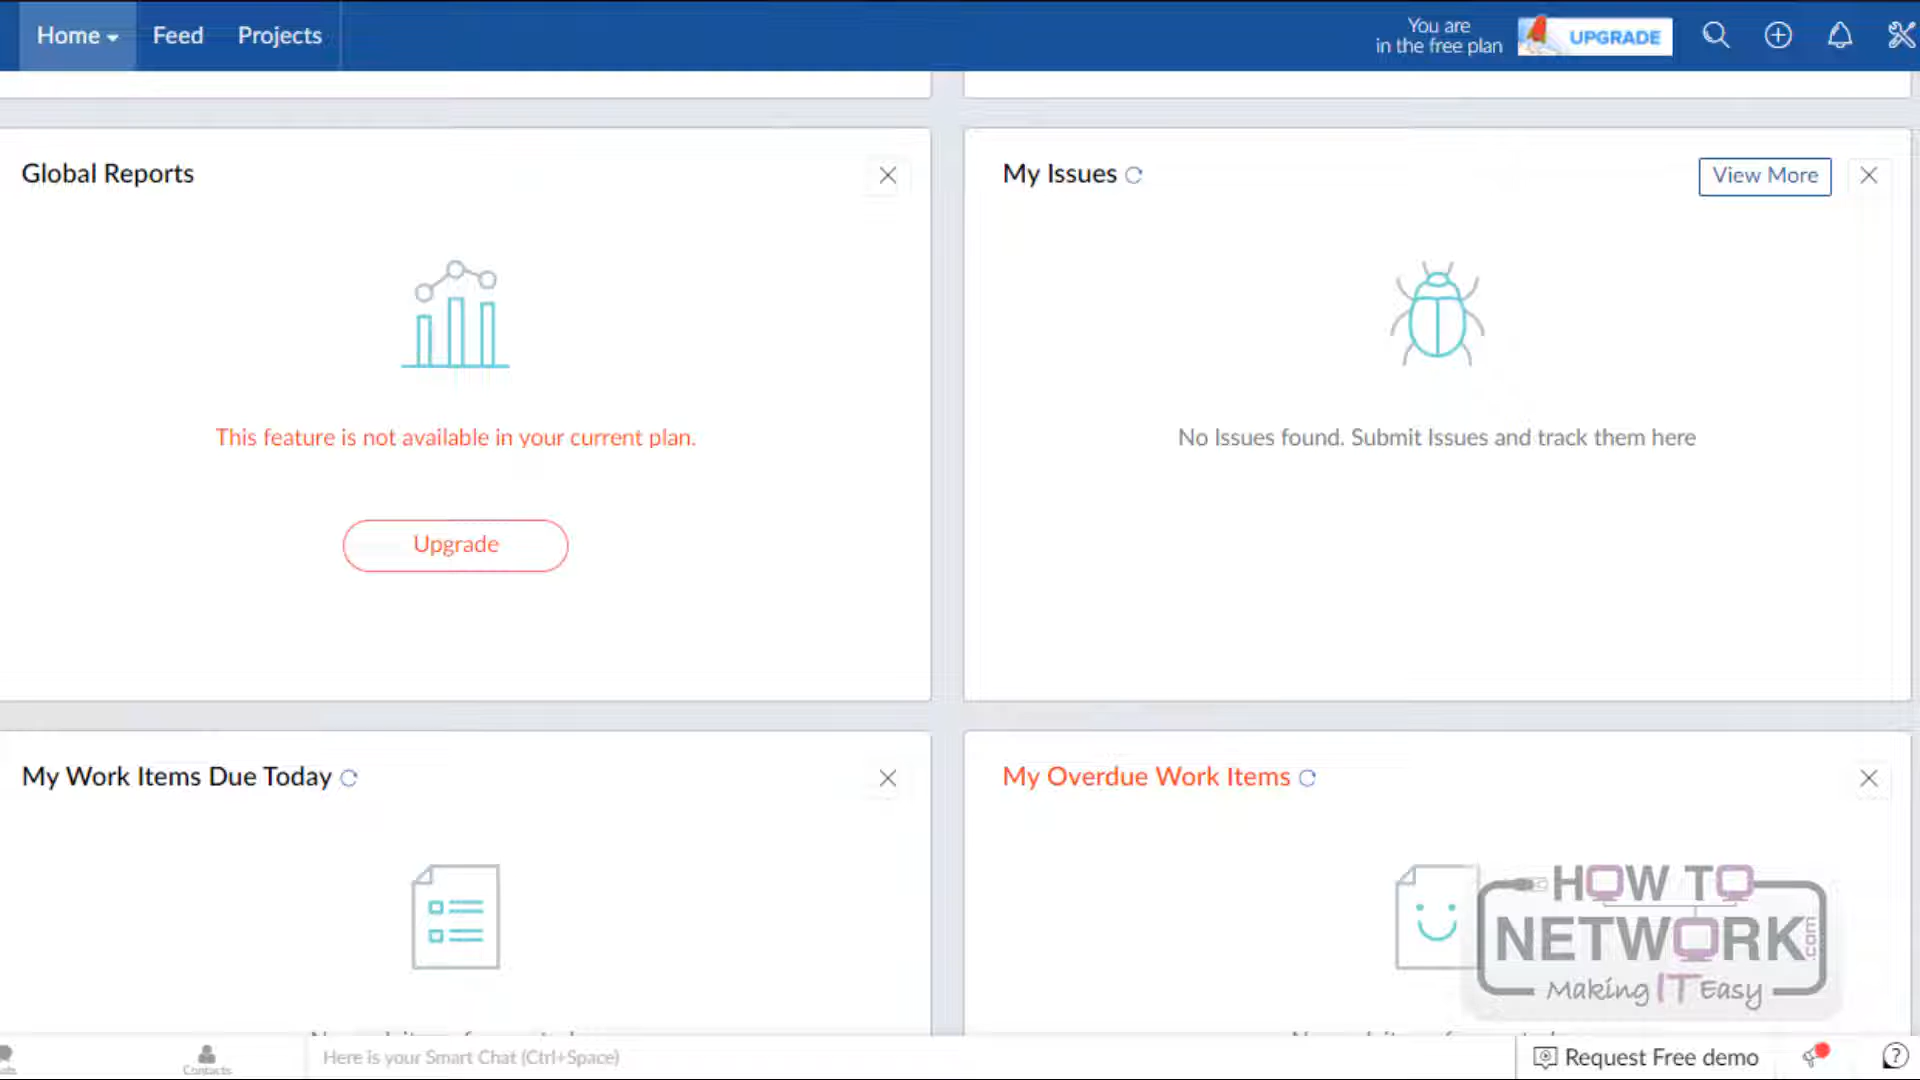 Home
Feed
Projects
You are
in the free plan
UPGRADE
Global Reports
My Issues
View More
This feature is not available in your current plan.
No Issues found. Submit Issues and track them here
Upgrade
My Work Items Due Today
My Overdue Work Items
HOW TO
NETWORK.com
Making IT Easy
Contacts
Here is your Smart Chat (Ctrl+Space)
Request Free demo